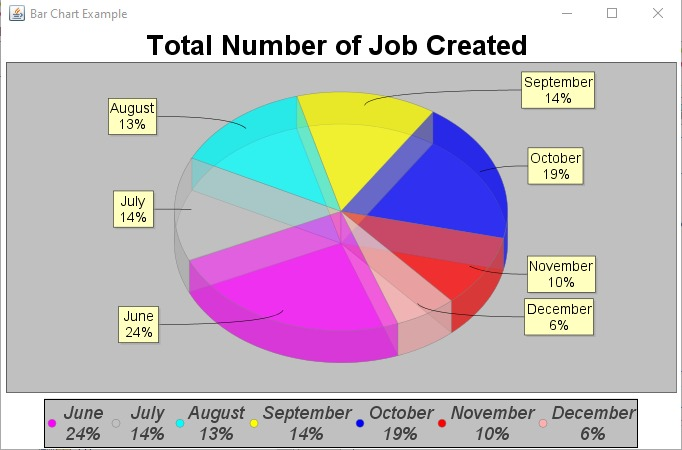 Bar Chart Example
Total Number of Job Created
September
14%
August
13%
October
19%
July
14%
November
10%
December
6%
June
24%
June July August September October November December
24% 14% 13% 14% 19% 10% 6%